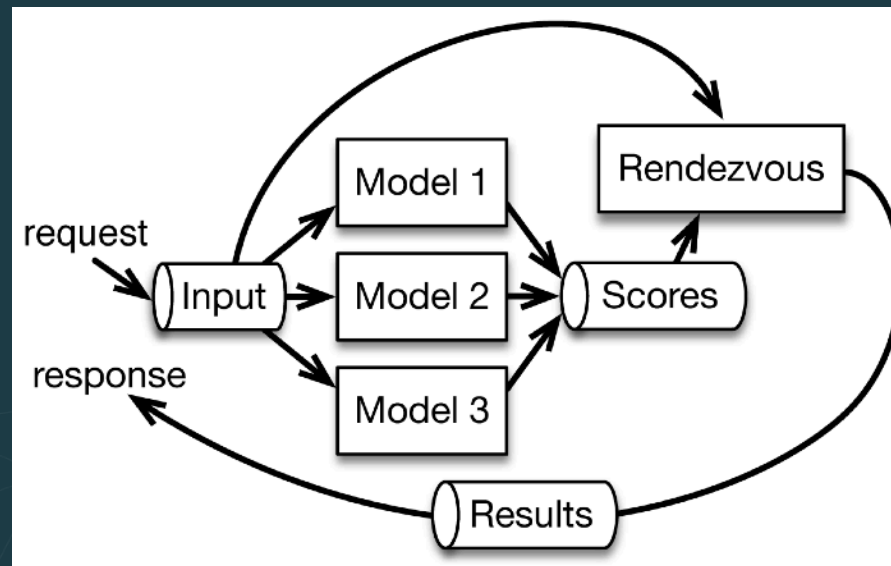 request
Input
response
Model 1
Model 2
Model 3
Scores
Rendezvous
Results